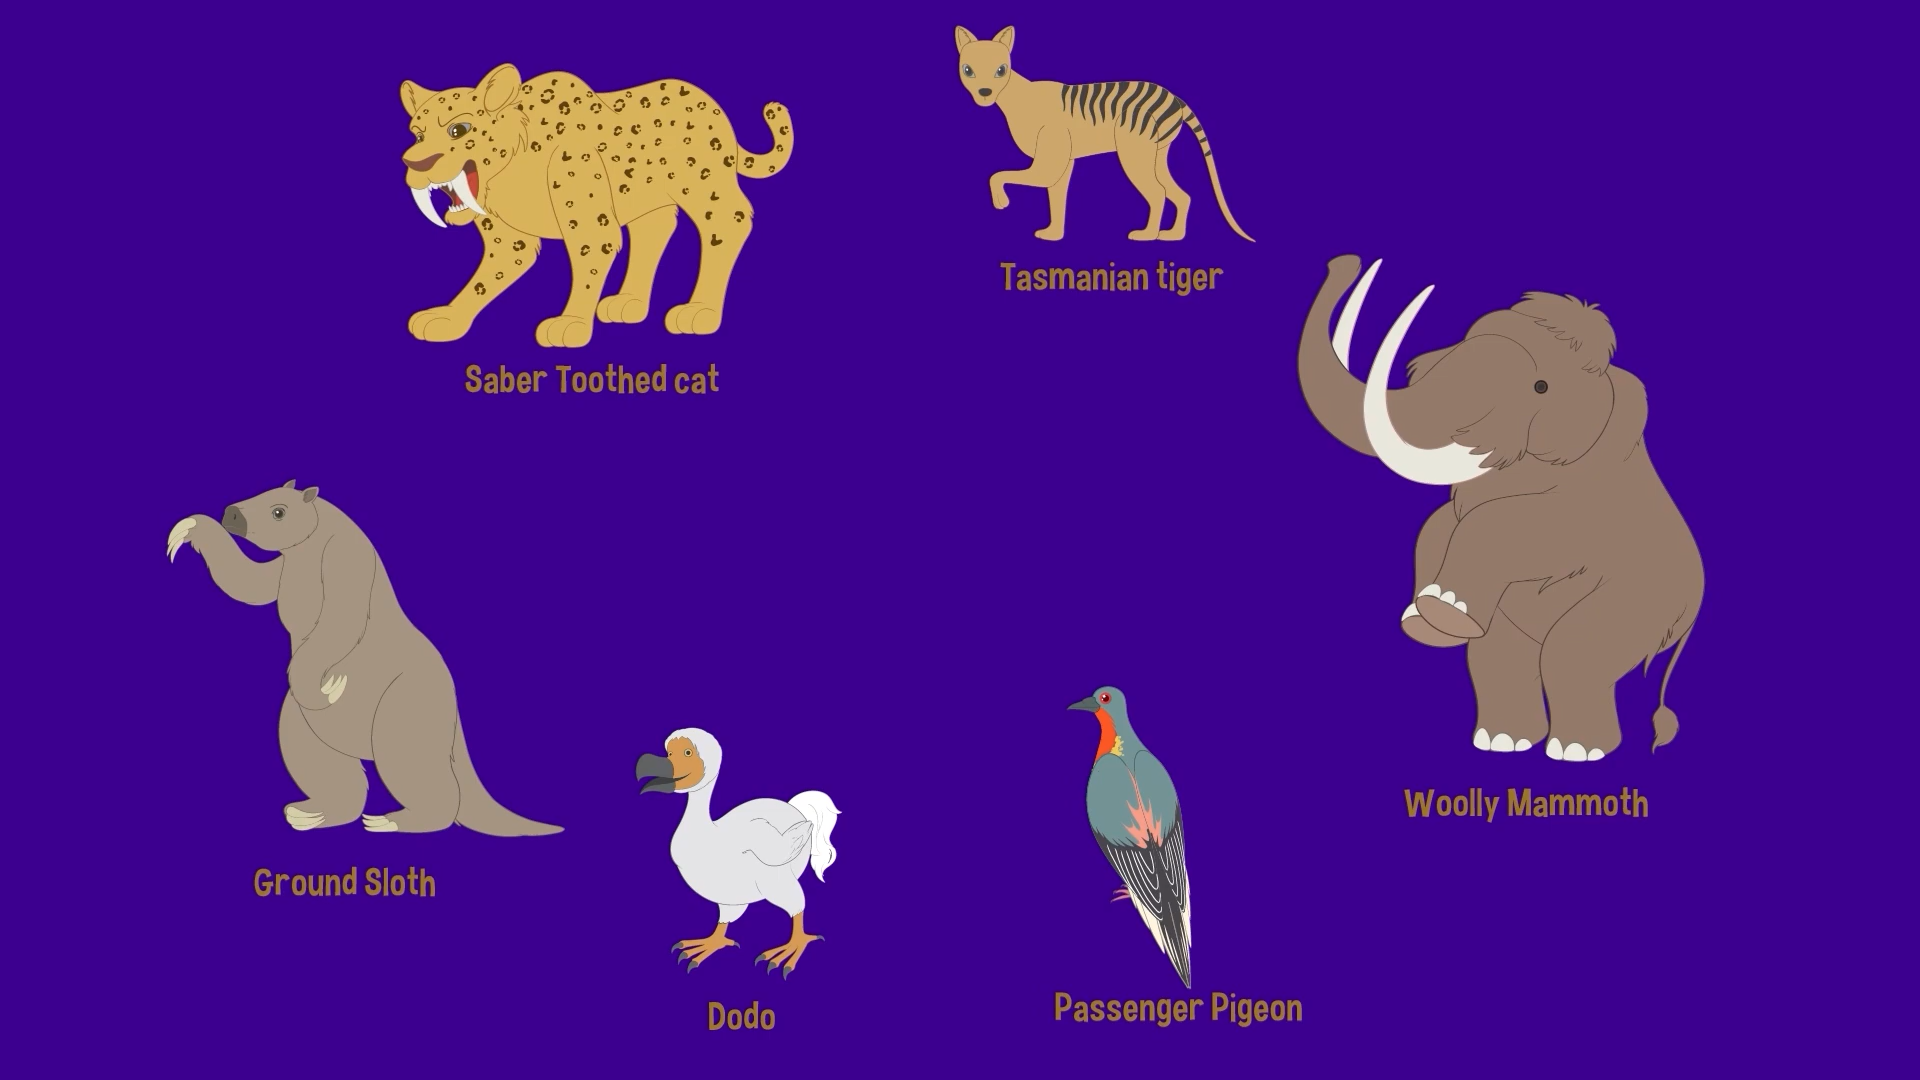 Tasmanian tiger
Saber Toothed cat
Woolly Mammoth
Ground Sloth
Dodo
Passenger Pigeon